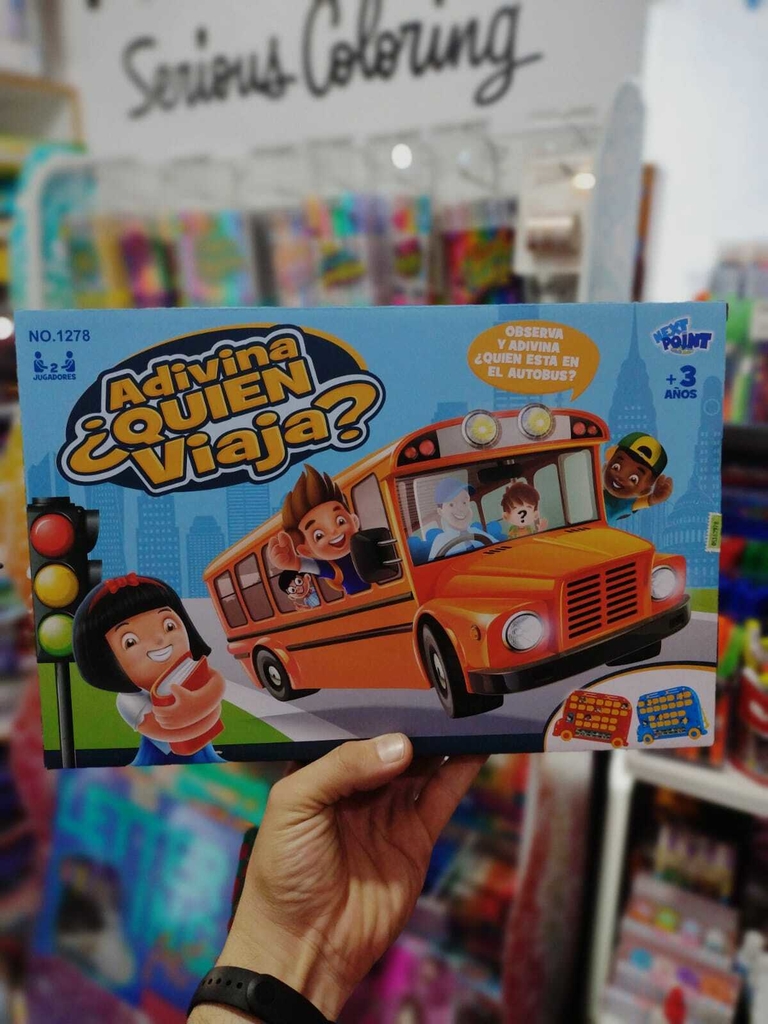 Serious Coloring
NO.1278
2
JUGADORES
Adivina
¿QUIEN
Viaja?
OBSERVA
Y ADIVINA
¿QUIEN ESTA EN
EL AUTOBUS?
?
NEXT
POINT
+3
AÑOS
LETTER